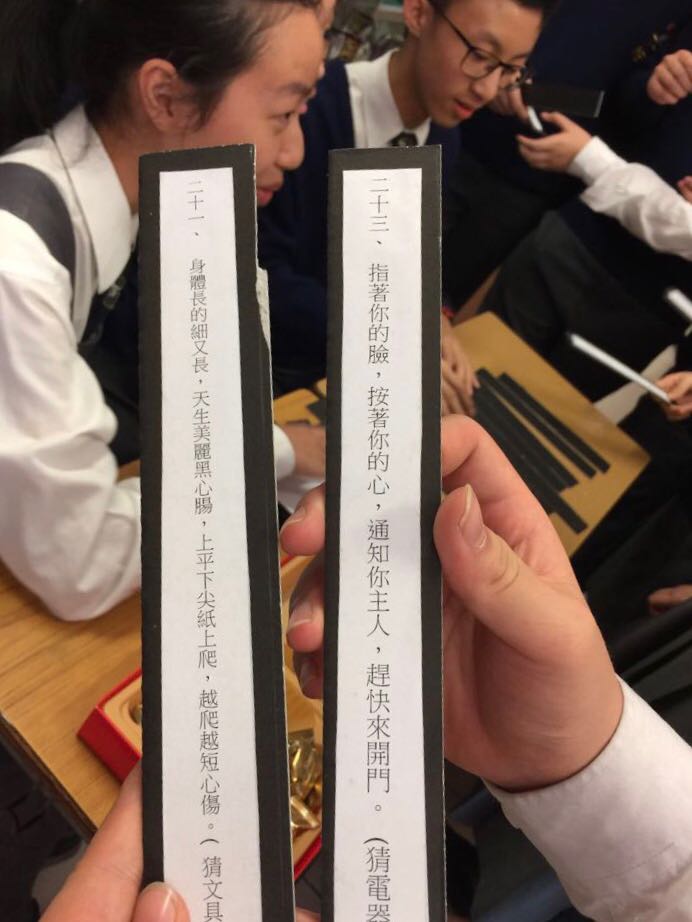 二十一、身體長的細又長，天生美麗黑心腸，上平下尖紙上爬，越爬越短心傷。(猜文具
二十三、指著你的臉，按著你的心，通知你主人，趕快來開門。(猜電器